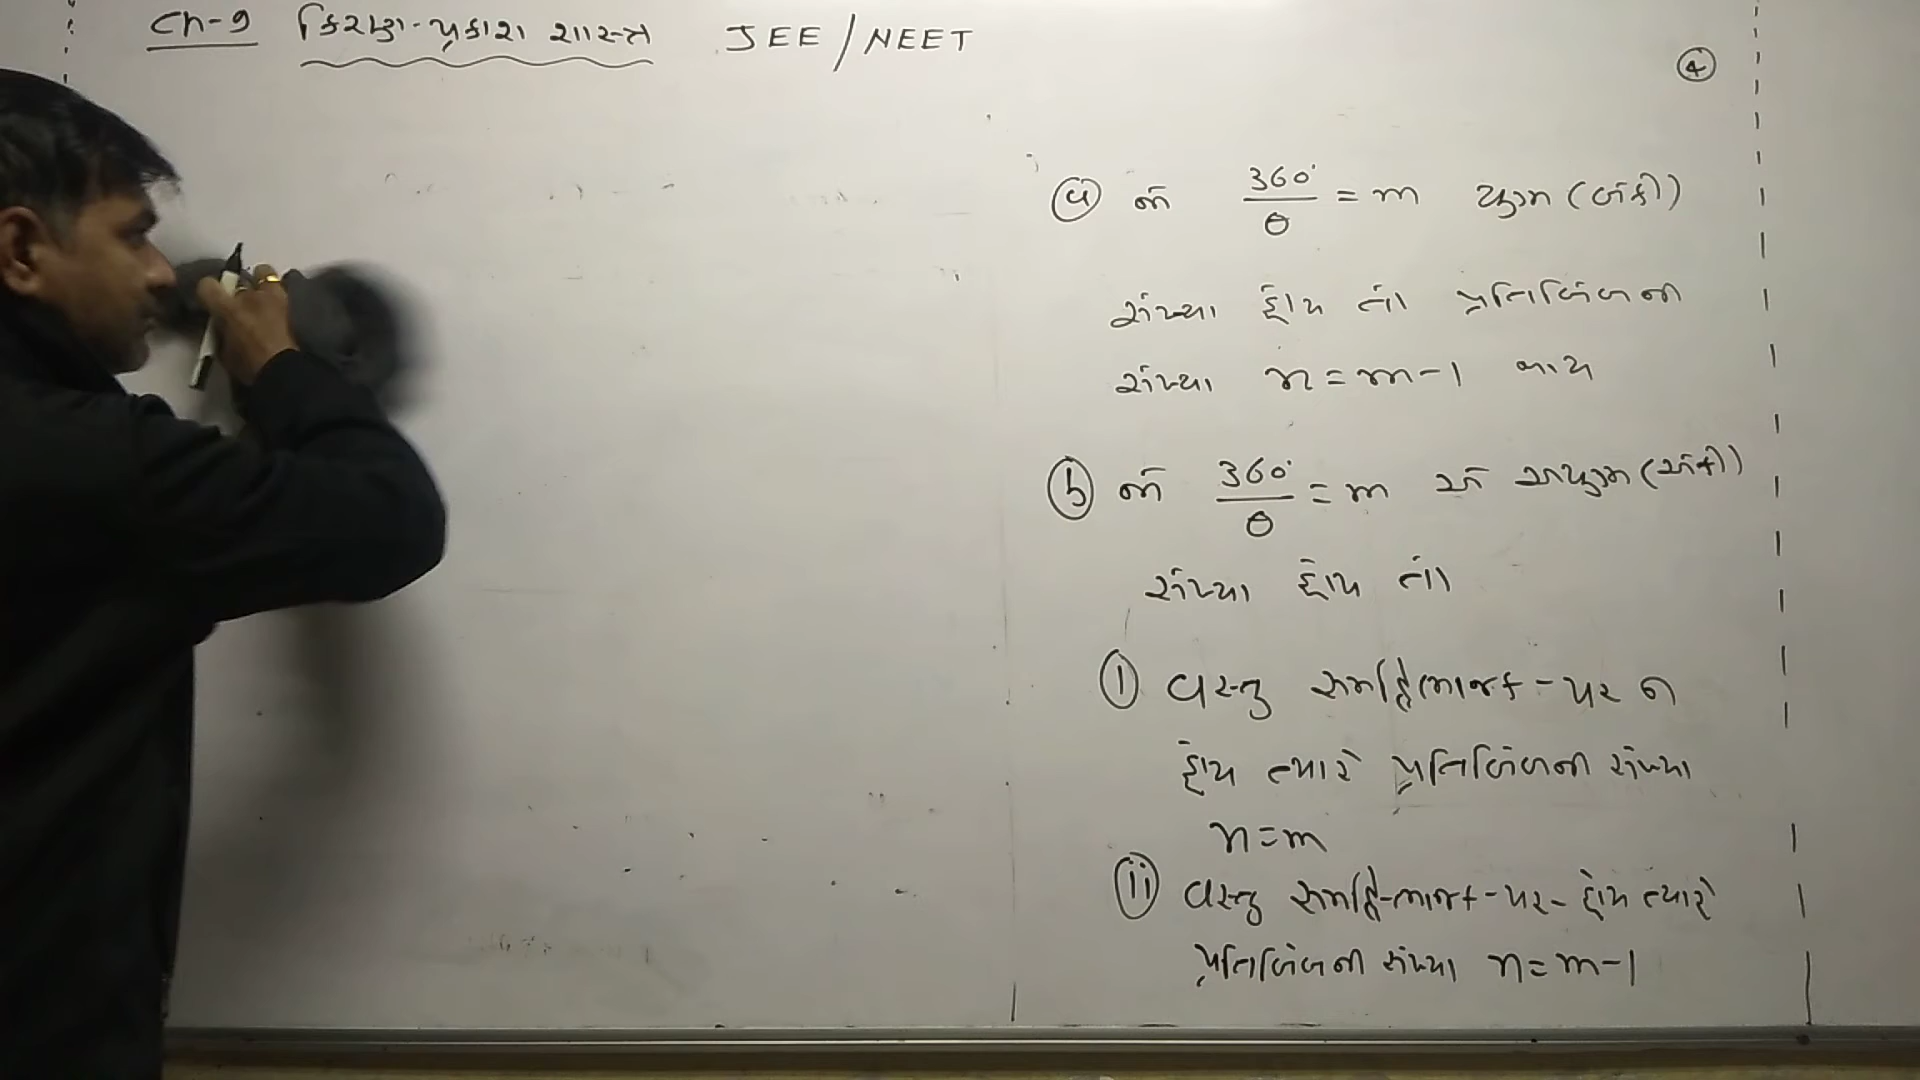 Ch-9 કિરણ-પ્રકાશ શાસ્ત્ર JEE/NEET
4
(a) જો 360°/θ = m યુગ્મ (બેકી)
સંખ્યા હોય તો પ્રતિબિંબની
સંખ્યા n = m-1 થાય
(b) જો 360°/θ = m એ અયુગ્મ (એકી)
સંખ્યા હોય તો
(i) વસ્તુ સમદ્વિભાજક-પર ન
હોય ત્યારે પ્રતિબિંબની સંખ્યા
n=m
(ii) વસ્તુ સમદ્વિ-ભાજક-પર- હોય ત્યારે
પ્રતિબિંબની સંખ્યા n=m-1